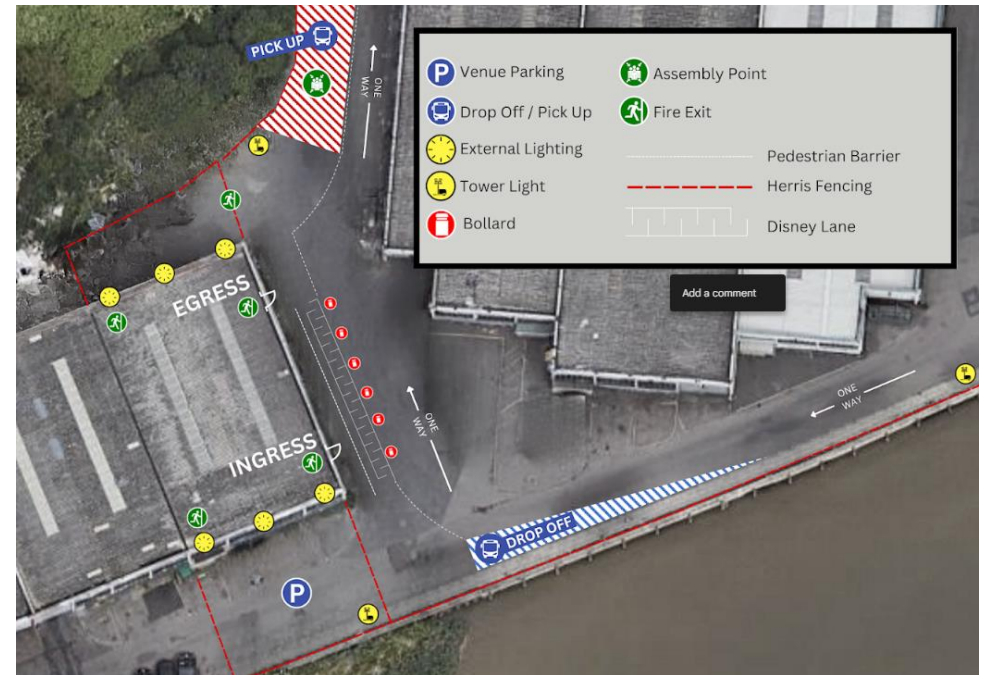 PICK UP
ONE
WAY
P Venue Parking
Assembly Point
Drop Off / Pick Up
Fire Exit
External Lighting
Pedestrian Barrier
Tower Light
Herris Fencing
Bollard
Disney Lane
Add a comment
EGRESS
ONE
WAY
ONE
WAY
INGRESS
DROP OFF
P